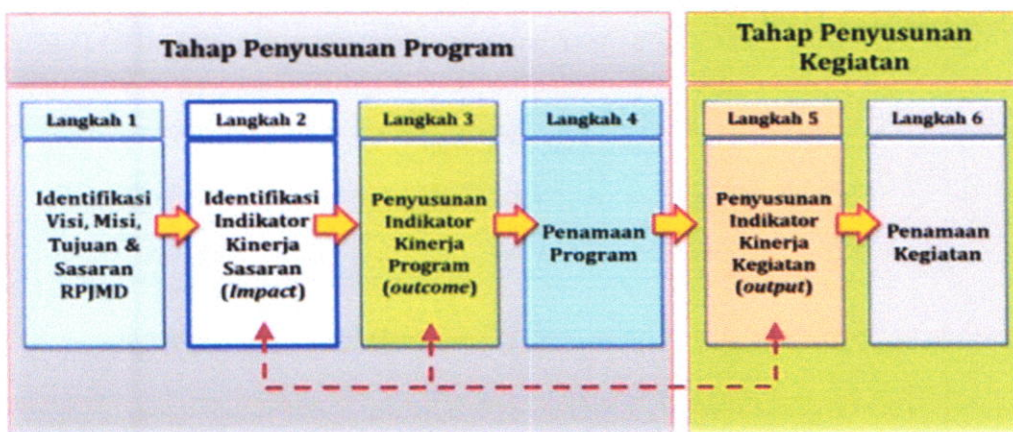 Tahap Penyusunan Program
Tahap Penyusunan
Kegiatan
Langkah 1
Identifikasi
Visi, Misi,
Tujuan &
Sasaran
RPJMD
Langkah 2
Identifikasi
Indikator
Kinerja
Sasaran
(Impact)
Langkah 3
Penyusunan
Indikator
Kinerja
Program
(outcome)
Langkah 4
Penamaan
Program
Langkah 5
Penyusunan
Indikator
Kinerja
Kegiatan
(output)
Langkah 6
Penamaan
Kegiatan